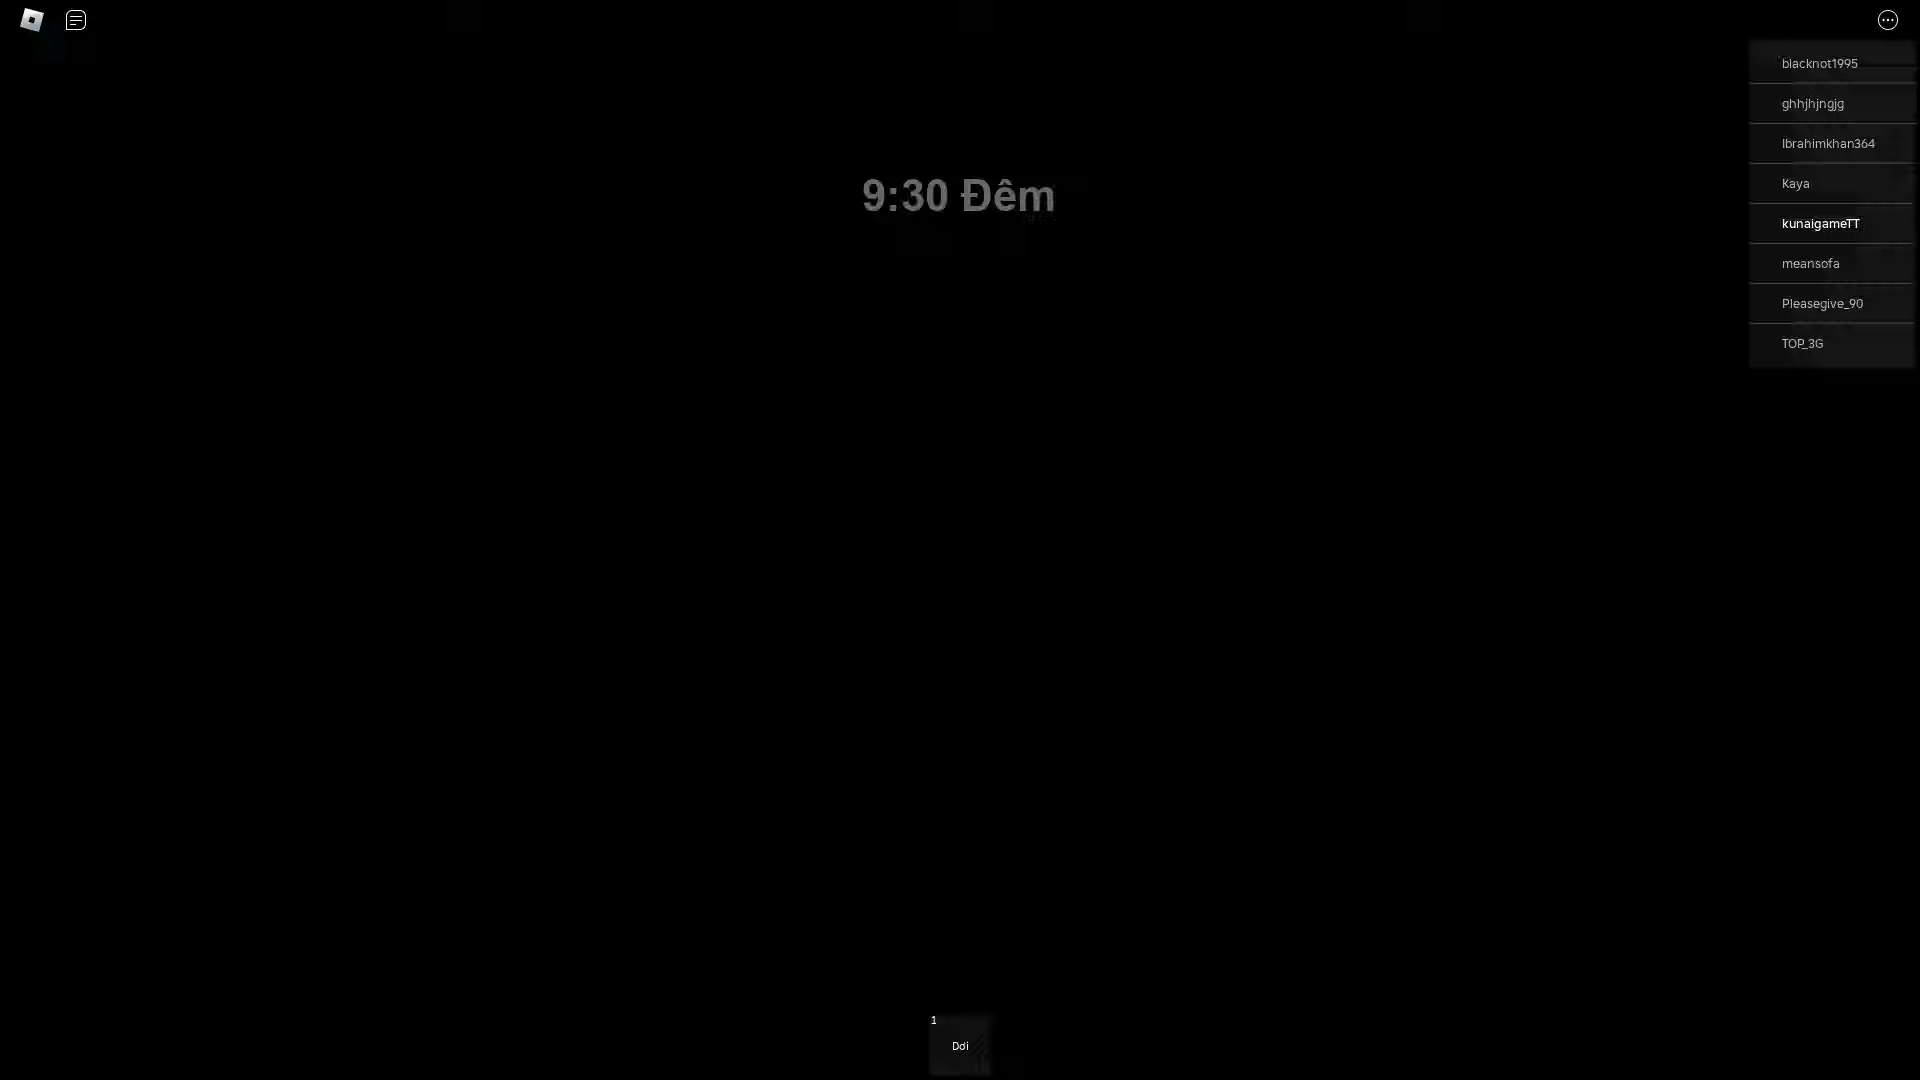 blacknot1995
ghhjhjngjg
Ibrahimkhan364
Kaya
kunaigameTT
meansofa
Pleasegive_90
TOP_3G
9:30 Đêm
1
Dơi